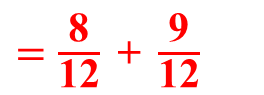 = 8/12 + 9/12